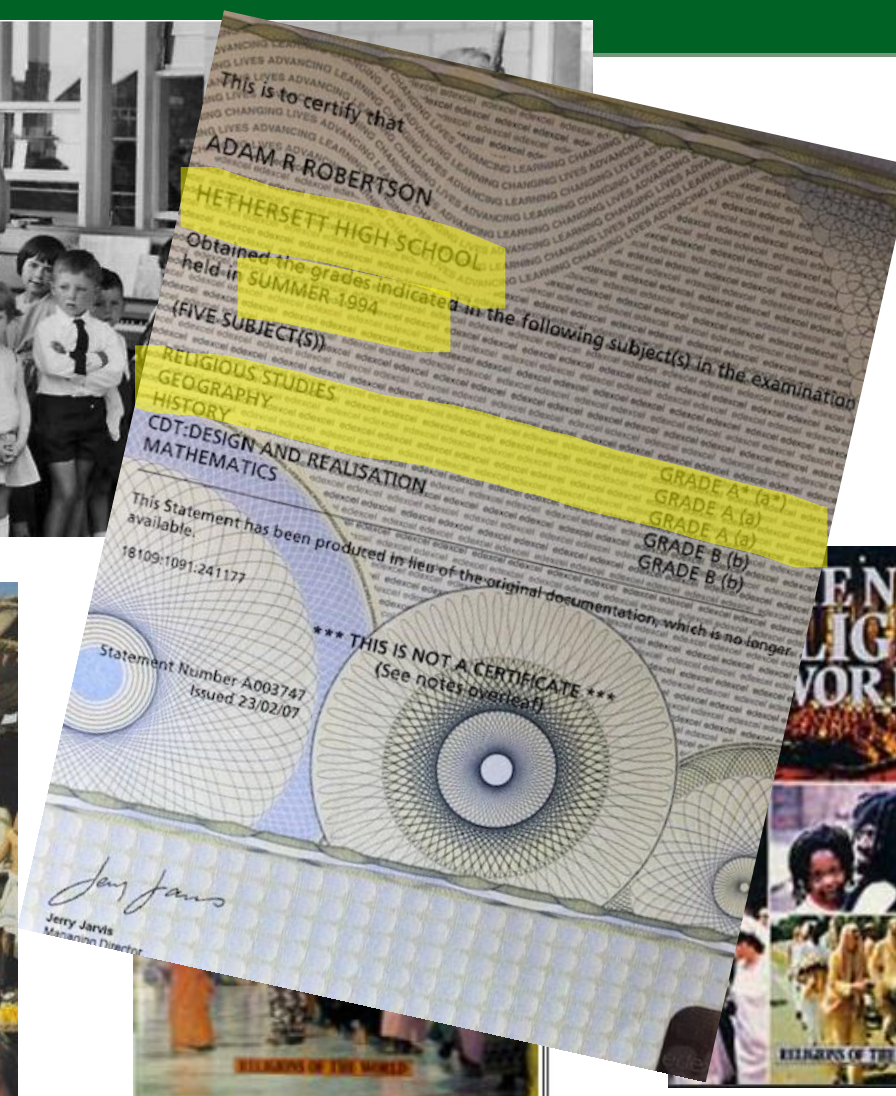 This is to certify that
ADAM R ROBERTSON
HETHERSETT HIGH SCHOOL
Obtained the grades indicated in the following subject(s) in the examination
held in SUMMER 1994
(FIVE SUBJECT(S))
RELIGIOUS STUDIES GRADE A* (a*)
GEOGRAPHY GRADE A (a)
HISTORY GRADE A (a)
CDT:DESIGN AND REALISATION GRADE B (b)
MATHEMATICS GRADE B (b)
This Statement has been produced in lieu of the original documentation, which is no longer
available.
18109:1091:241177
*** THIS IS NOT A CERTIFICATE ***
(See notes overleaf)
Statement Number A003747
Issued 23/02/07
Jerry Jarvis
Managing Director
RELIGIONS OF THE WORLD
RELIGIONS OF THE